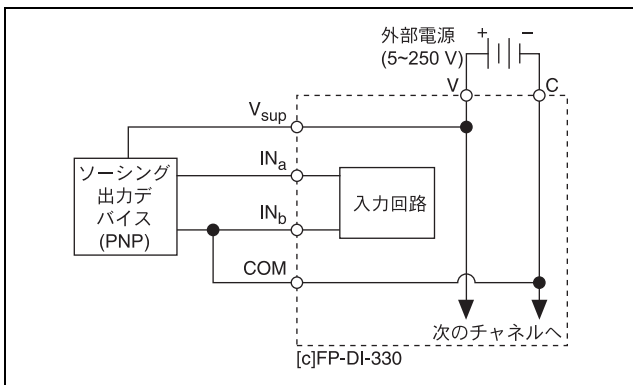 外部電源
(5~250 V)
+
−
V
C
Vsup
ソーシング
出力デ
バイス
(PNP)
INa
INb
入力回路
COM
次のチャネルへ
[c]FP-DI-330